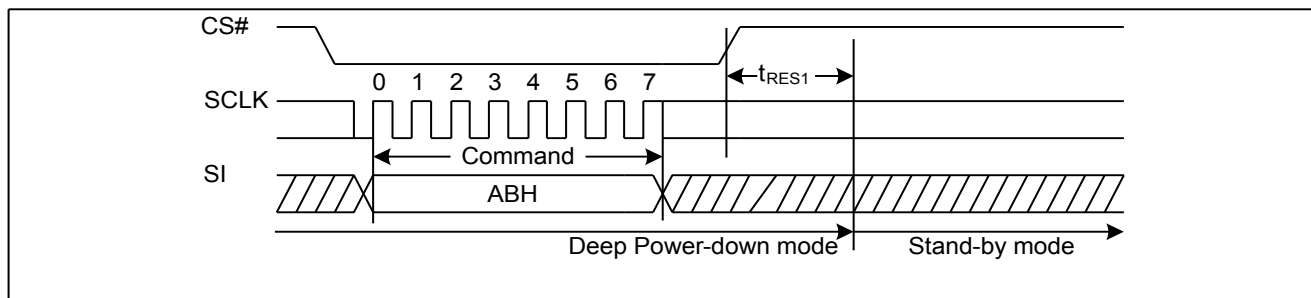 CS#
tRES1
0 1 2 3 4 5 6 7
SCLK
Command
SI
ABH
Deep Power-down mode Stand-by mode